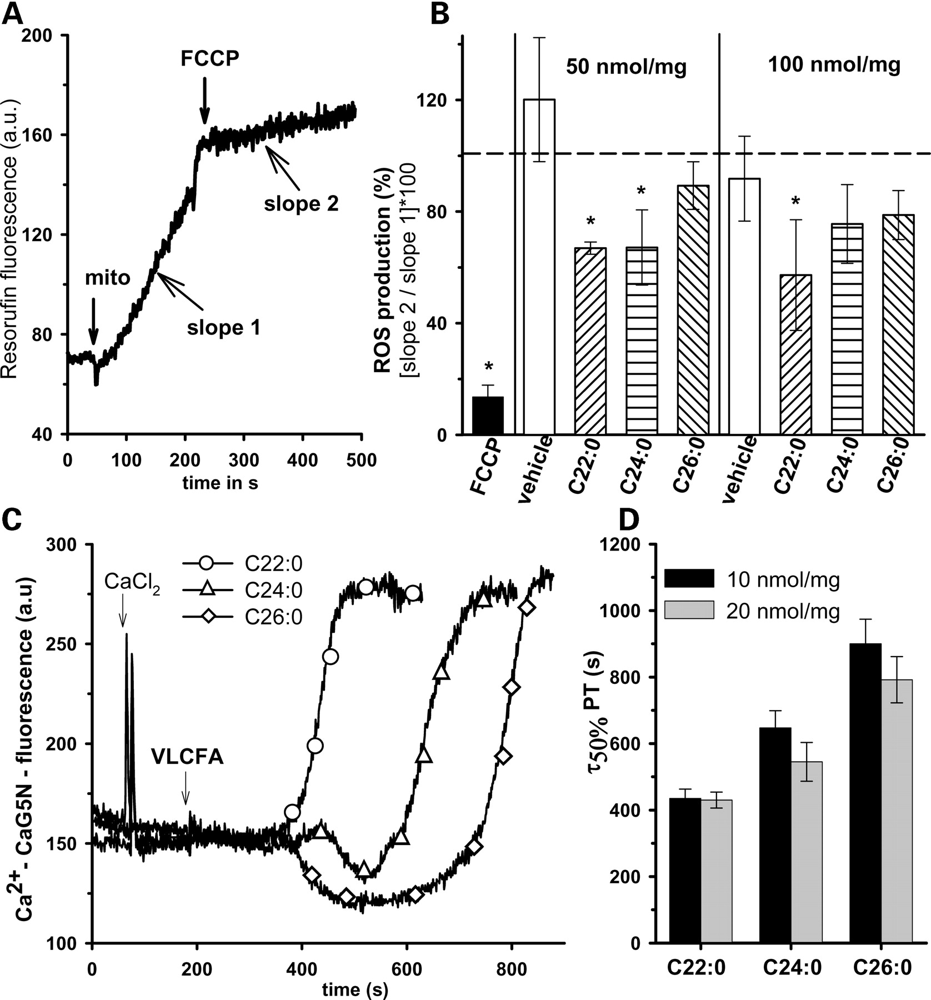 A
200
160
120
80
40
Resorufin fluorescence (a.u.)
FCCP
mito
slope 1
slope 2
0 100 200 300 400 500
time in s
B
120
80
40
0
ROS production (%)
[slope 2 / slope 1]*100
50 nmol/mg
100 nmol/mg
*
*
*
*
FCCP
vehicle
C22:0
C24:0
C26:0
vehicle
C22:0
C24:0
C26:0
C
300
250
200
150
100
Ca2+- CaG5N - fluorescence (a.u)
CaCl2
C22:0
C24:0
C26:0
VLCFA
0 200 400 600 800
time (s)
D
1200
1000
800
600
400
200
0
τ50% PT (s)
10 nmol/mg
20 nmol/mg
C22:0 C24:0 C26:0